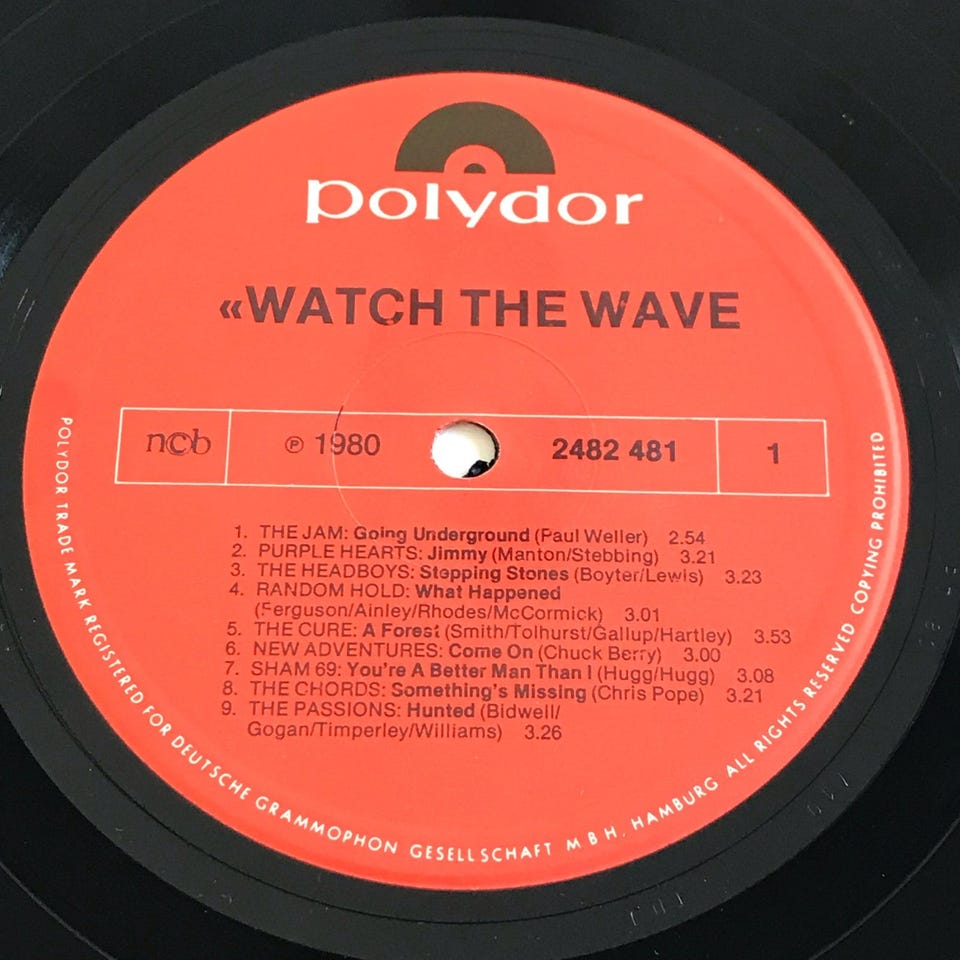 polydor
«WATCH THE WAVE
ncb
℗ 1980
2482 481
1
1. THE JAM: Going Underground (Paul Weller) 2.54
2. PURPLE HEARTS: Jimmy (Manton/Stebbing) 3.21
3. THE HEADBOYS: Stepping Stones (Boyter/Lewis) 3.23
4. RANDOM HOLD: What Happened
(Ferguson/Ainley/Rhodes/McCormick) 3.01
5. THE CURE: A Forest (Smith/Tolhurst/Gallup/Hartley) 3.53
6. NEW ADVENTURES: Come On (Chuck Berry) 3.00
7. SHAM 69: You're A Better Man Than I (Hugg/Hugg) 3.08
8. THE CHORDS: Something's Missing (Chris Pope) 3.21
9. THE PASSIONS: Hunted (Bidwell/
Gogan/Timperley/Williams) 3.26
POLYDOR TRADE MARK REGISTERED FOR DEUTSCHE GRAMMOPHON GESELLSCHAFT M B H, HAMBURG ALL RIGHTS RESERVED COPYING PROHIBITED